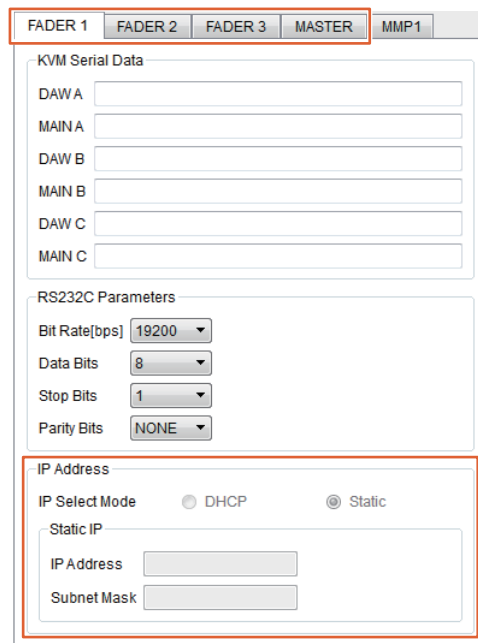 FADER 1 FADER 2 FADER 3 MASTER MMP1
KVM Serial Data
DAW A
MAIN A
DAW B
MAIN B
DAW C
MAIN C
RS232C Parameters
Bit Rate[bps] 19200
Data Bits 8
Stop Bits 1
Parity Bits NONE
IP Address
IP Select Mode DHCP Static
Static IP
IP Address
Subnet Mask